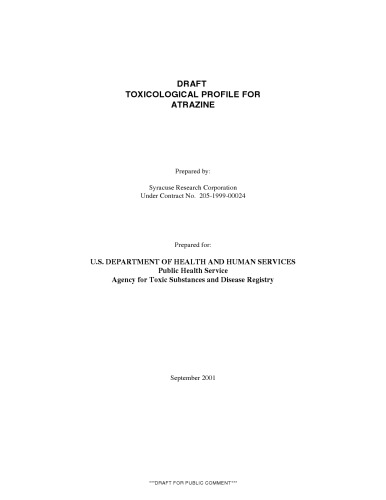 DRAFT
TOXICOLOGICAL PROFILE FOR
ATRAZINE
Prepared by:
Syracuse Research Corporation
Under Contract No. 205-1999-00024
Prepared for:
U.S. DEPARTMENT OF HEALTH AND HUMAN SERVICES
Public Health Service
Agency for Toxic Substances and Disease Registry
September 2001
***DRAFT FOR PUBLIC COMMENT***